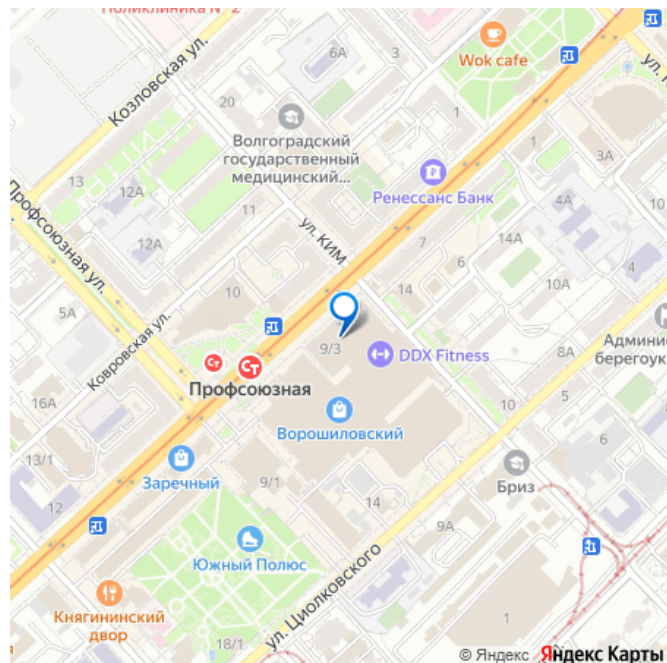 Поликлиника № 2
Козловская ул.
6А
3
Wok cafe
20
Волгоградский
государственный
медицинский...
1
1
3А
13
12А
Ренессанс Банк
4А
11
Профсоюзная ул.
12А
ул. КИМ
7
14А
6
10А
5А
10
14
Ковровская ул.
9/3
DDX Fitness
8А
Админис
берегоук
Ст
Ст
Профсоюзная
16А
Ворошиловский
10
5
13/1
Заречный
6
9/1
Бриз
12
14
9А
Южный Полюс
ул. Циолковского
Княгининский
двор
18/1
1
© Яндекс Яндекс Карты